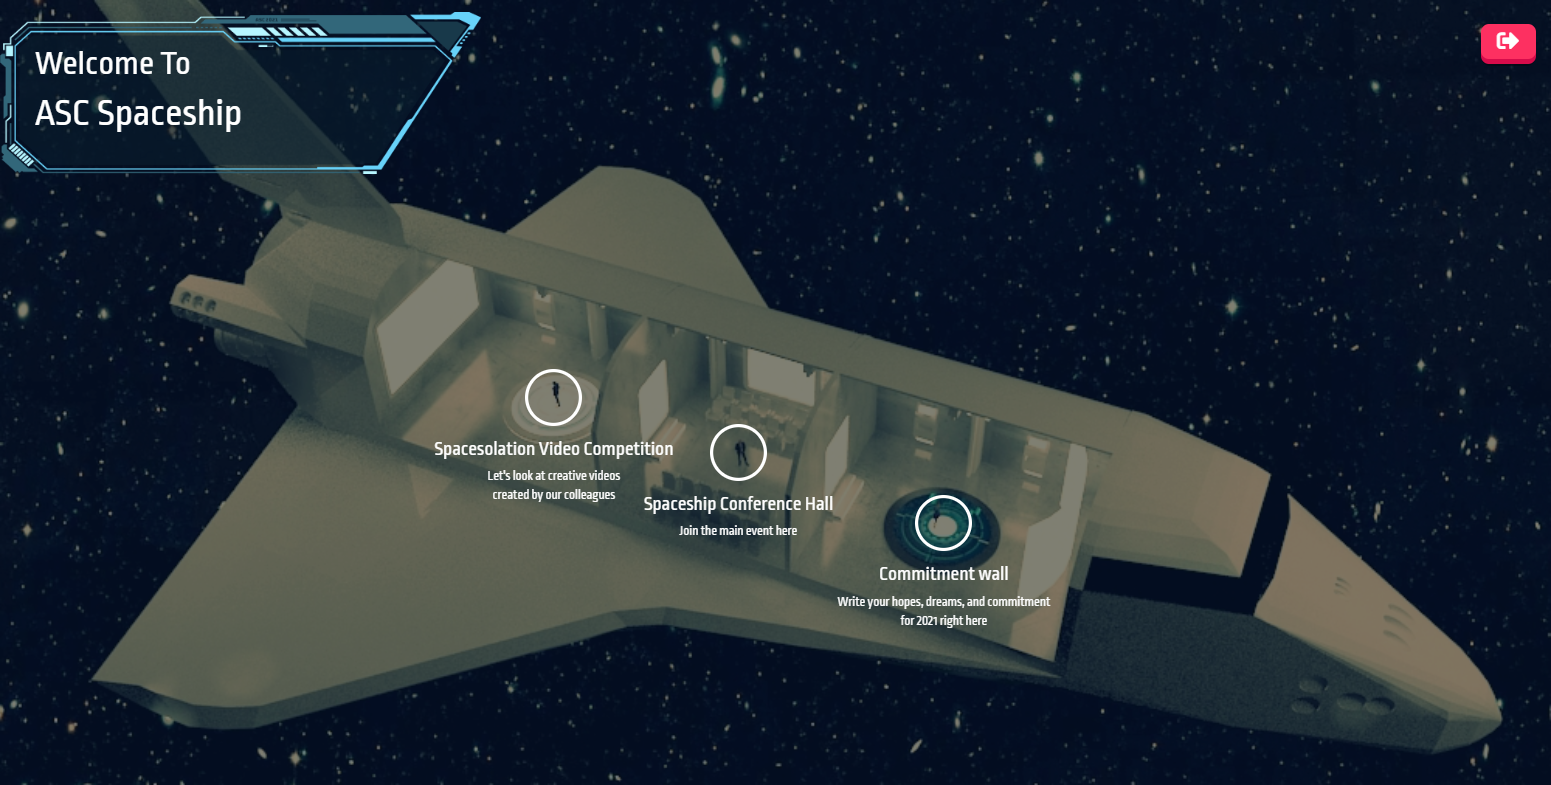 Welcome To
ASC Spaceship
Spacesolation Video Competition
Let's look at creative videos
created by our colleagues
Spaceship Conference Hall
Join the main event here
Commitment wall
Write your hopes, dreams, and commitment
for 2021 right here